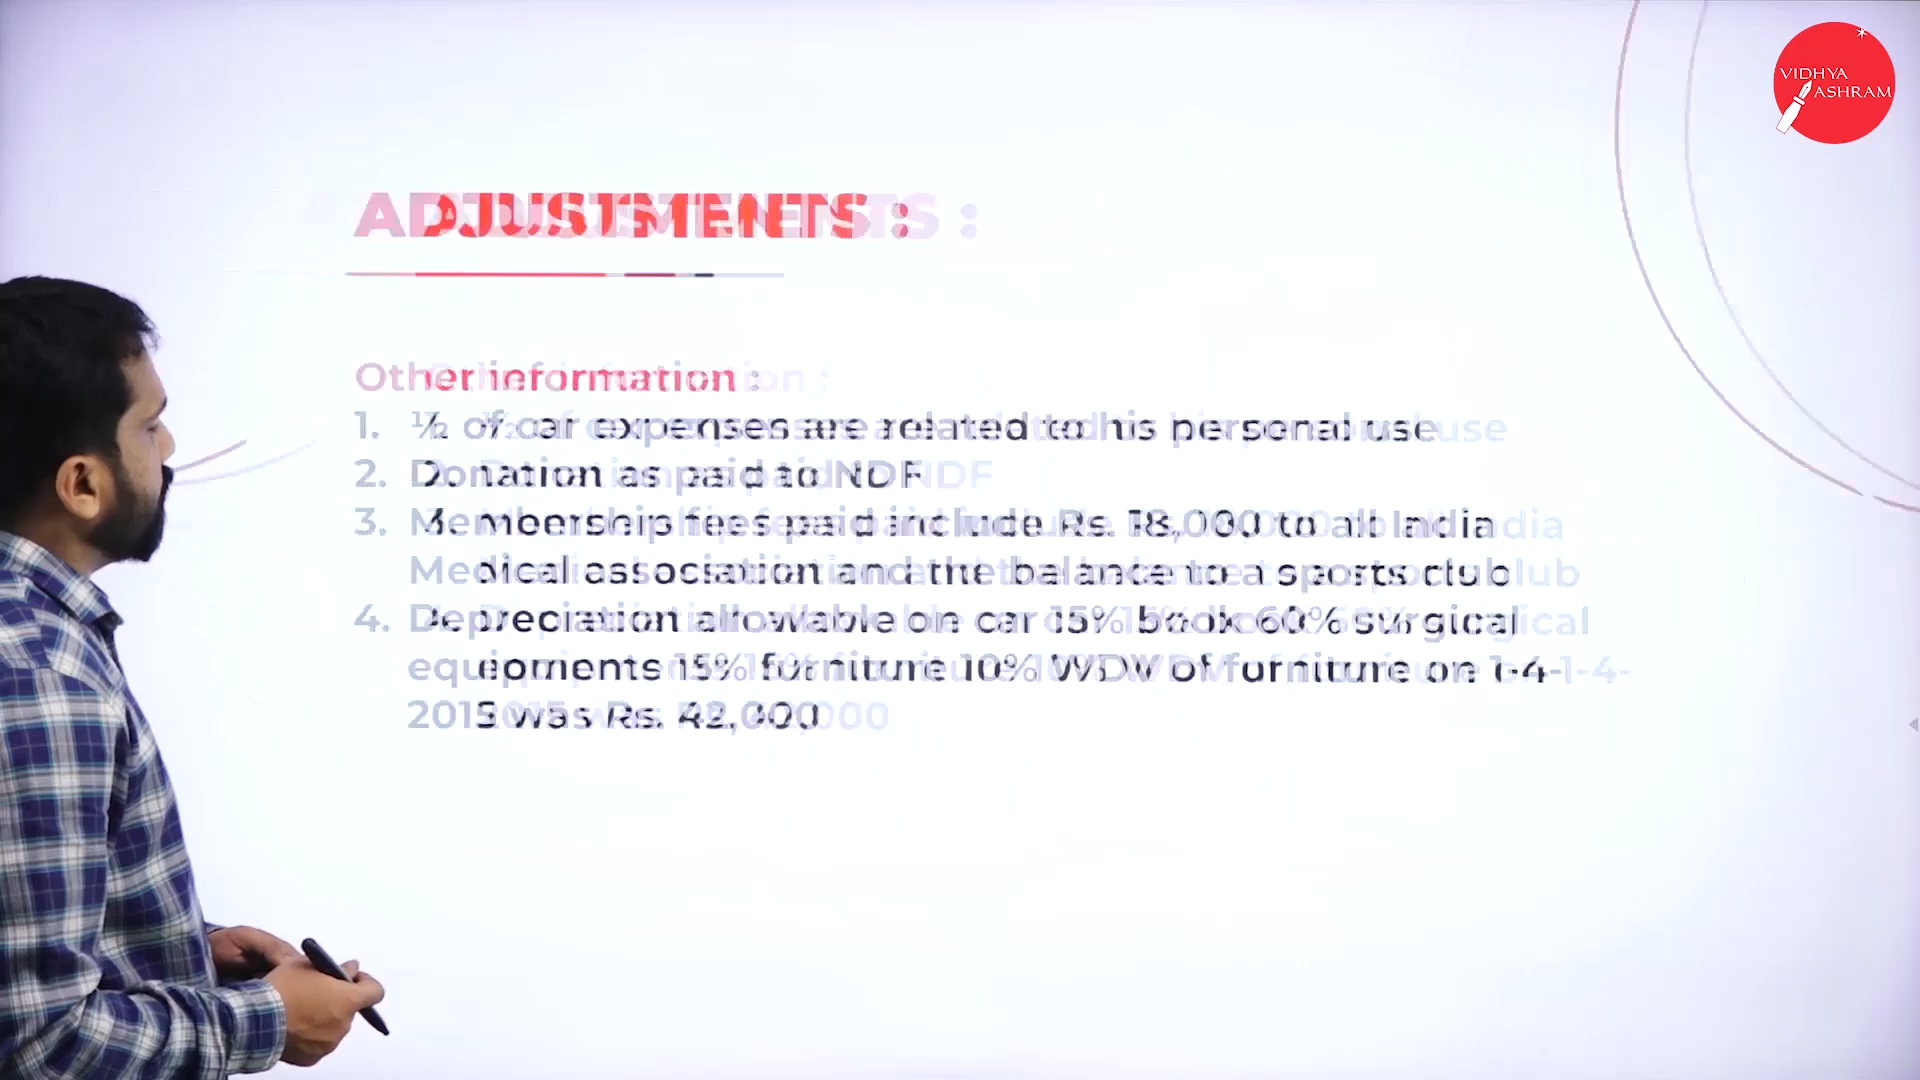 VIDHYA
ASHRAM
ADJUSTMENTS :
Other information :
1. ½ of car expenses are related to his personal use
2. Donation as paid to NDF
3. Membership fees paid include Rs. 18,000 to all India
Medical association and the balance to a sports club
4. Depreciation allowable on car 15% book 60% surgical
equipments 15% furniture 10% WDV of furniture on 1-4-
2015 was Rs. 42,000